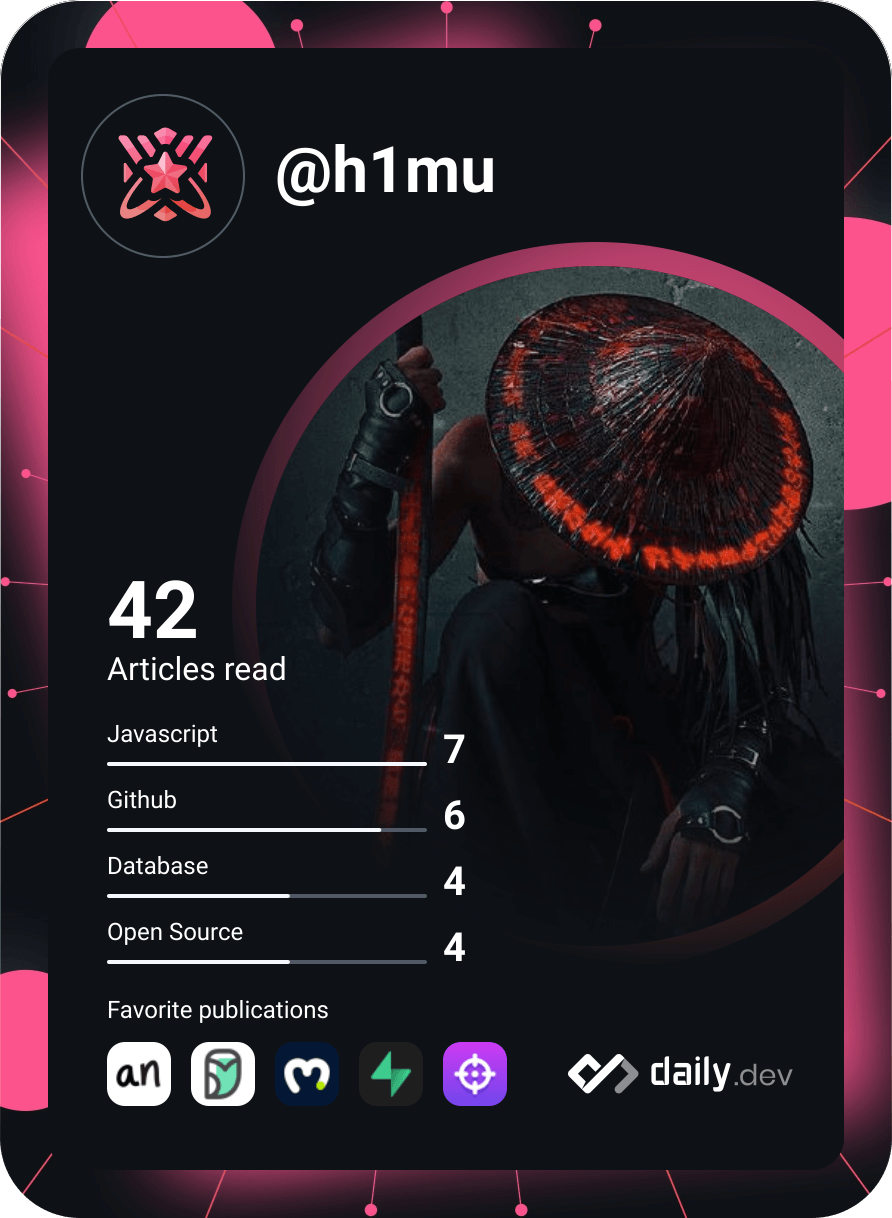 @h1mu
42
Articles read
Javascript
7
Github
6
Database
4
Open Source
4
Favorite publications
an
daily.dev